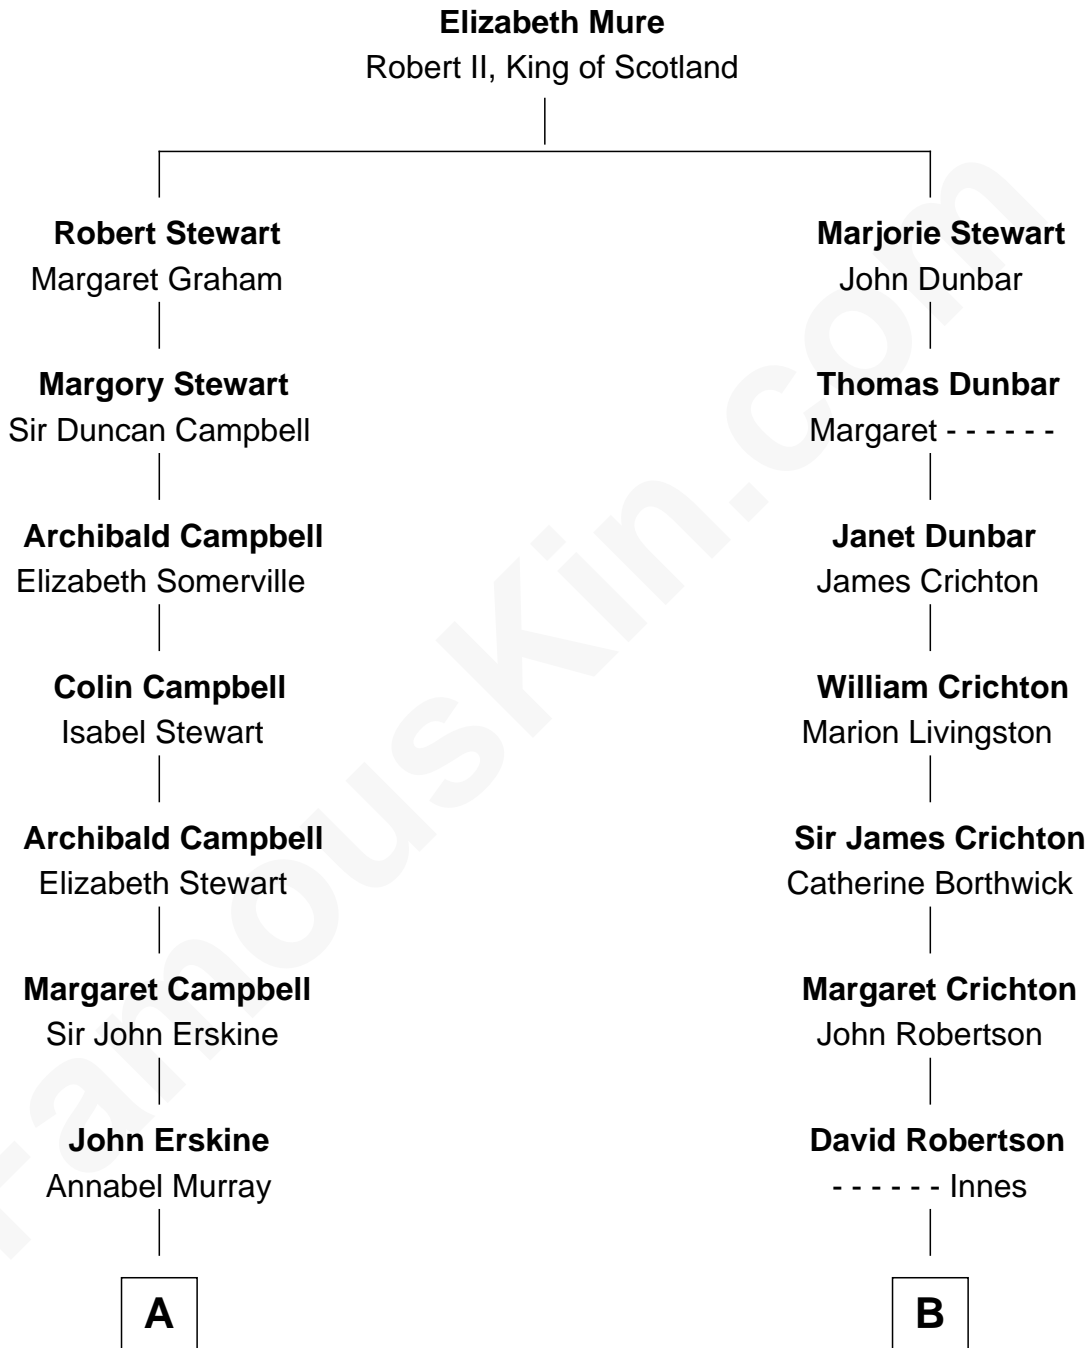 Elizabeth Mure
Robert II, King of Scotland
Robert Stewart
Margaret Graham
Marjorie Stewart
John Dunbar
Margory Stewart
Sir Duncan Campbell
Thomas Dunbar
Margaret - - - - - -
Archibald Campbell
Elizabeth Somerville
Janet Dunbar
James Crichton
Colin Campbell
Isabel Stewart
William Crichton
Marion Livingston
Archibald Campbell
Elizabeth Stewart
Sir James Crichton
Catherine Borthwick
Margaret Campbell
Sir John Erskine
Margaret Crichton
John Robertson
John Erskine
Annabel Murray
David Robertson
- - - - - - Innes
A
B
FamousKin.com